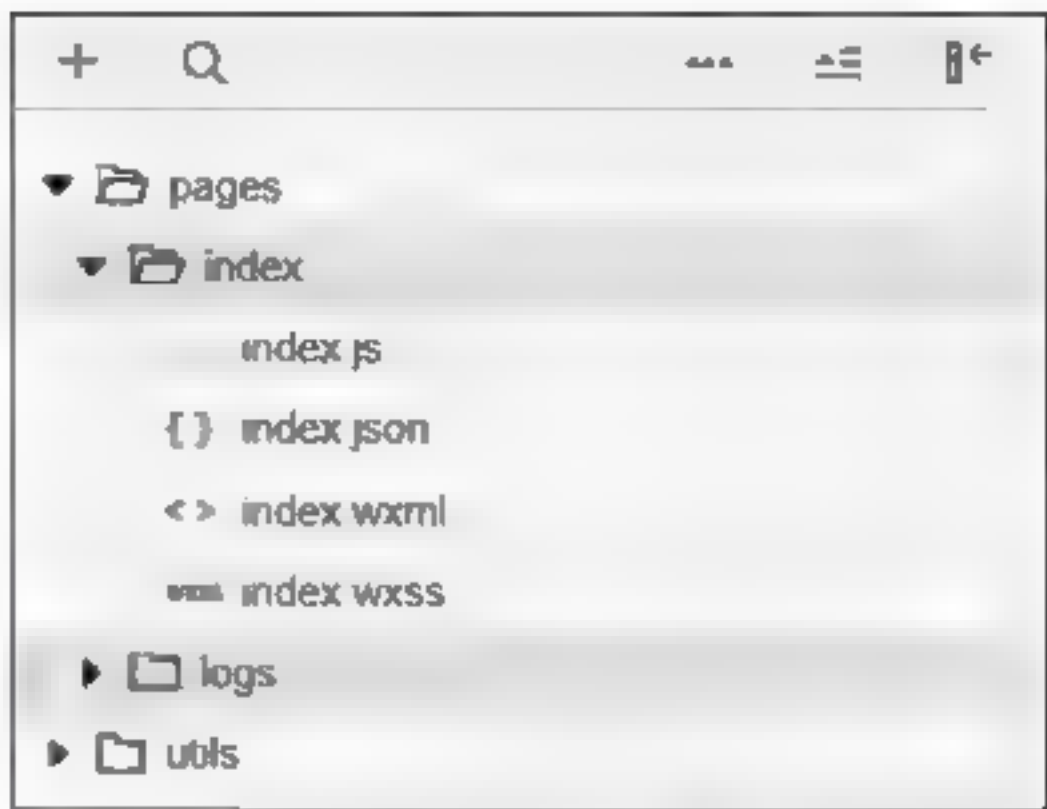 pages
index
index.js
{ } index.json
< > index.wxml
index.wxss
logs
utils